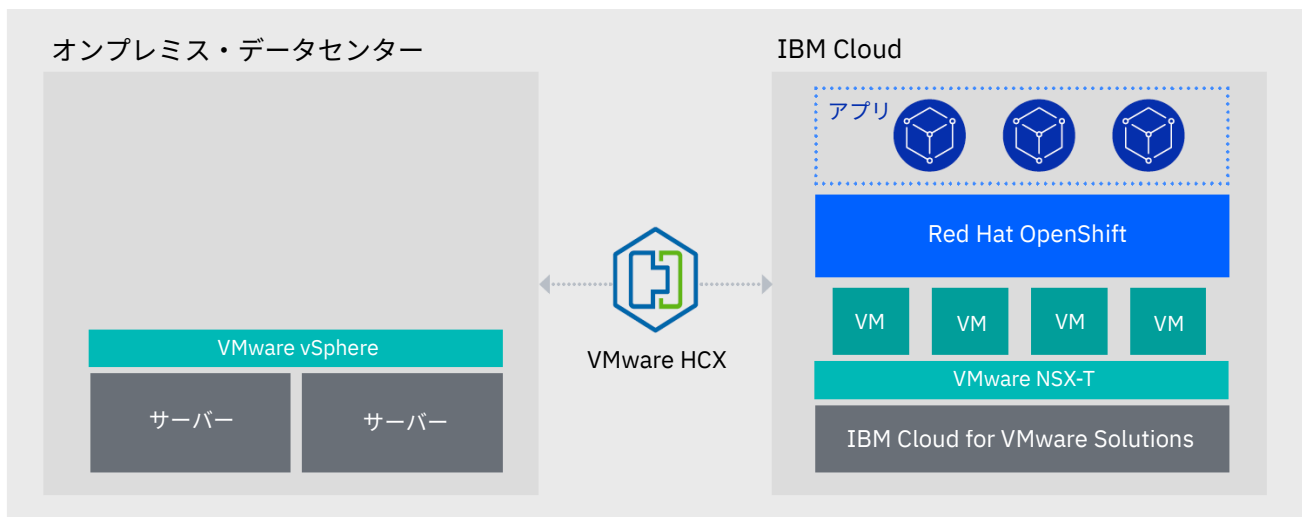 オンプレミス・データセンター
VMware vSphere
サーバー
サーバー
VMware HCX
IBM Cloud
アプリ
Red Hat OpenShift
VM
VM
VM
VM
VMware NSX-T
IBM Cloud for VMware Solutions